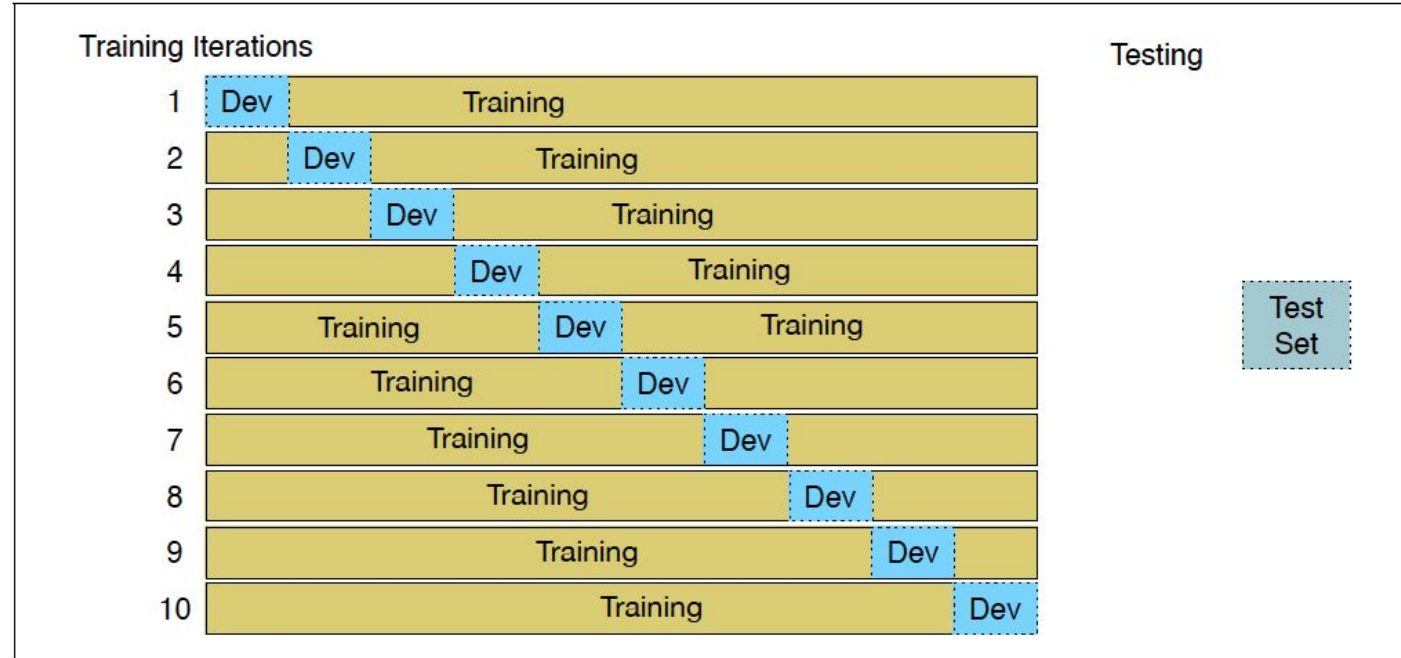 Training Iterations
Testing
1 Dev Training
2 Dev Training
3 Dev Training
4 Dev Training
5 Training Dev Training
6 Training Dev
7 Training Dev
8 Training Dev
9 Training Dev
10 Training Dev
Test
Set